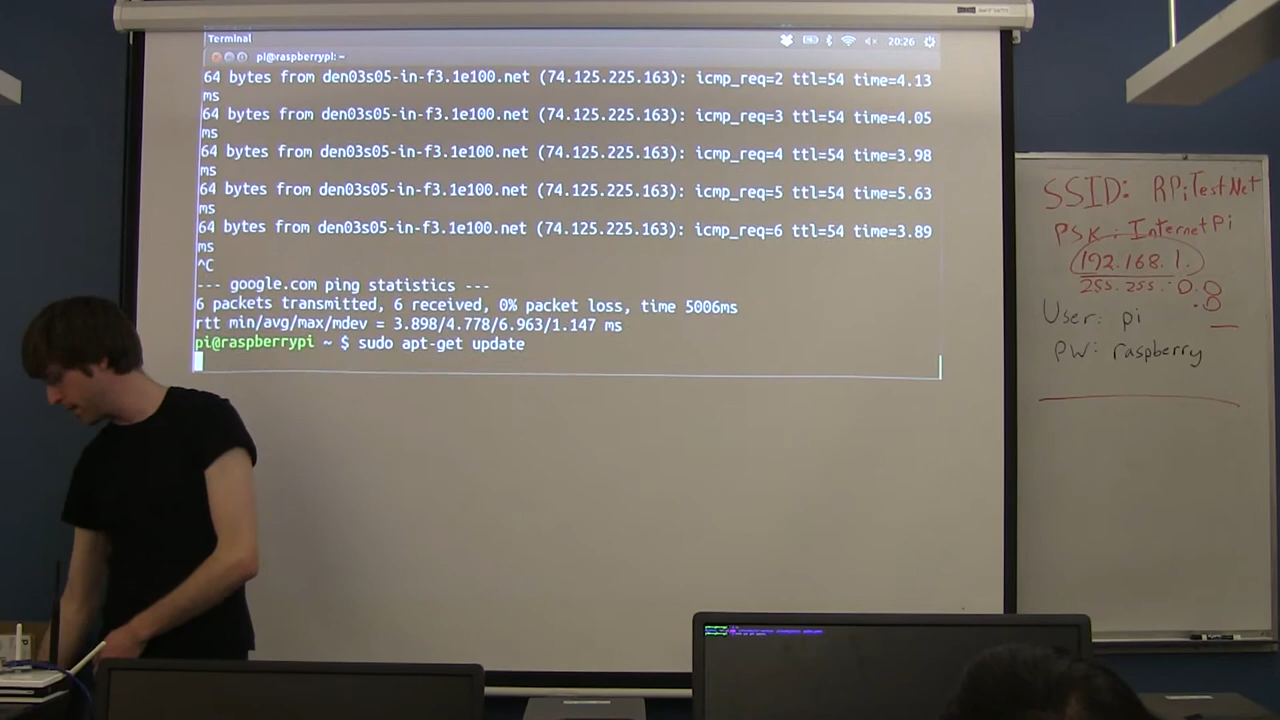 Terminal
20:26
pi@raspberrypi: ~
64 bytes from den03s05-in-f3.1e100.net (74.125.225.163): icmp_req=2 ttl=54 time=4.13
ms
64 bytes from den03s05-in-f3.1e100.net (74.125.225.163): icmp_req=3 ttl=54 time=4.05
ms
64 bytes from den03s05-in-f3.1e100.net (74.125.225.163): icmp_req=4 ttl=54 time=3.98
ms
64 bytes from den03s05-in-f3.1e100.net (74.125.225.163): icmp_req=5 ttl=54 time=5.63
ms
64 bytes from den03s05-in-f3.1e100.net (74.125.225.163): icmp_req=6 ttl=54 time=3.89
ms
^C
--- google.com ping statistics ---
6 packets transmitted, 6 received, 0% packet loss, time 5006ms
rtt min/avg/max/mdev = 3.898/4.778/6.963/1.147 ms
pi@raspberrypi ~ $ sudo apt-get update
SSID: RPiTestNet
PSK: InternetPi
192.168.1.
255.255.0.0
.0
User: pi
PW: raspberry